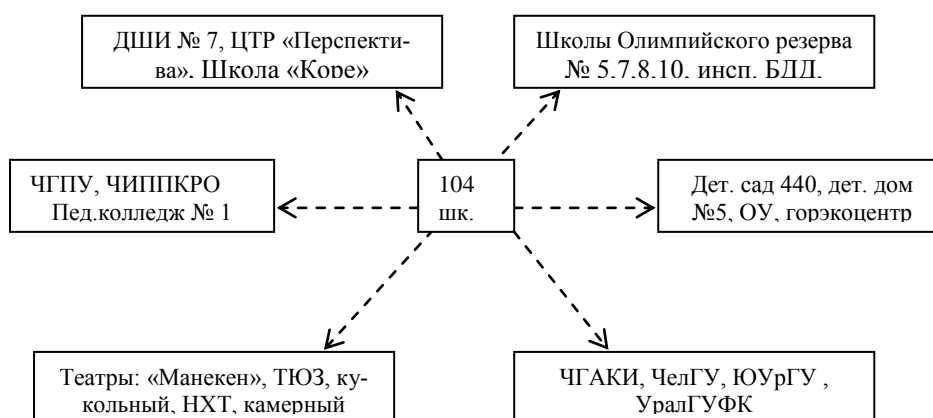 ДШИ № 7, ЦТР «Перспекти-
ва». Школа «Коре»
Школы Олимпийского резерва
№ 5,7,8,10, инсп. БДД,
ЧГПУ, ЧИППКРО
Пед.колледж № 1
104
шк.
Дет. сад 440, дет. дом
№5, ОУ, горэкоцентр
Театры: «Манекен», ТЮЗ, ку-
кольный, НХТ, камерный
ЧГАКИ, ЧелГУ, ЮУрГУ ,
УралГУФК